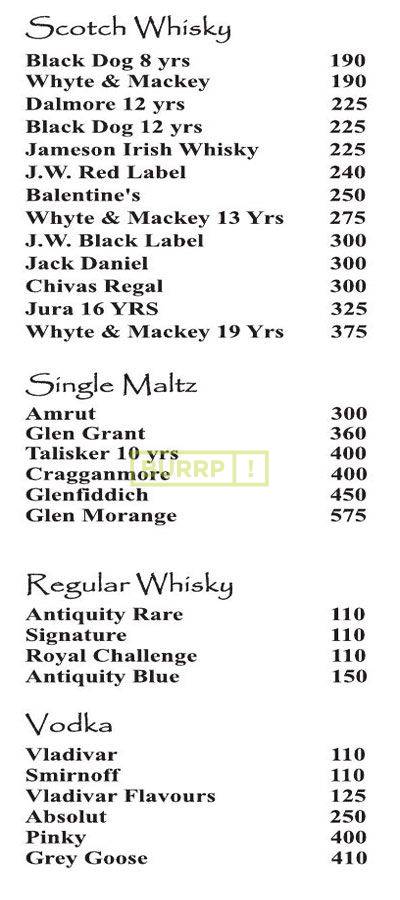 Scotch Whisky
Black Dog 8 yrs 190
Whyte & Mackey 190
Dalmore 12 yrs 225
Black Dog 12 yrs 225
Jameson Irish Whisky 225
J.W. Red Label 240
Balentine's 250
Whyte & Mackey 13 Yrs 275
J.W. Black Label 300
Jack Daniel 300
Chivas Regal 300
Jura 16 YRS 325
Whyte & Mackey 19 Yrs 375
Single Maltz
Amrut 300
Glen Grant 360
Talisker 10 yrs 400
BURRP!
Cragganmore 400
Glenfiddich 450
Glen Morange 575
Regular Whisky
Antiquity Rare 110
Signature 110
Royal Challenge 110
Antiquity Blue 150
Vodka
Vladivar 110
Smirnoff 110
Vladivar Flavours 125
Absolut 250
Pinky 400
Grey Goose 410